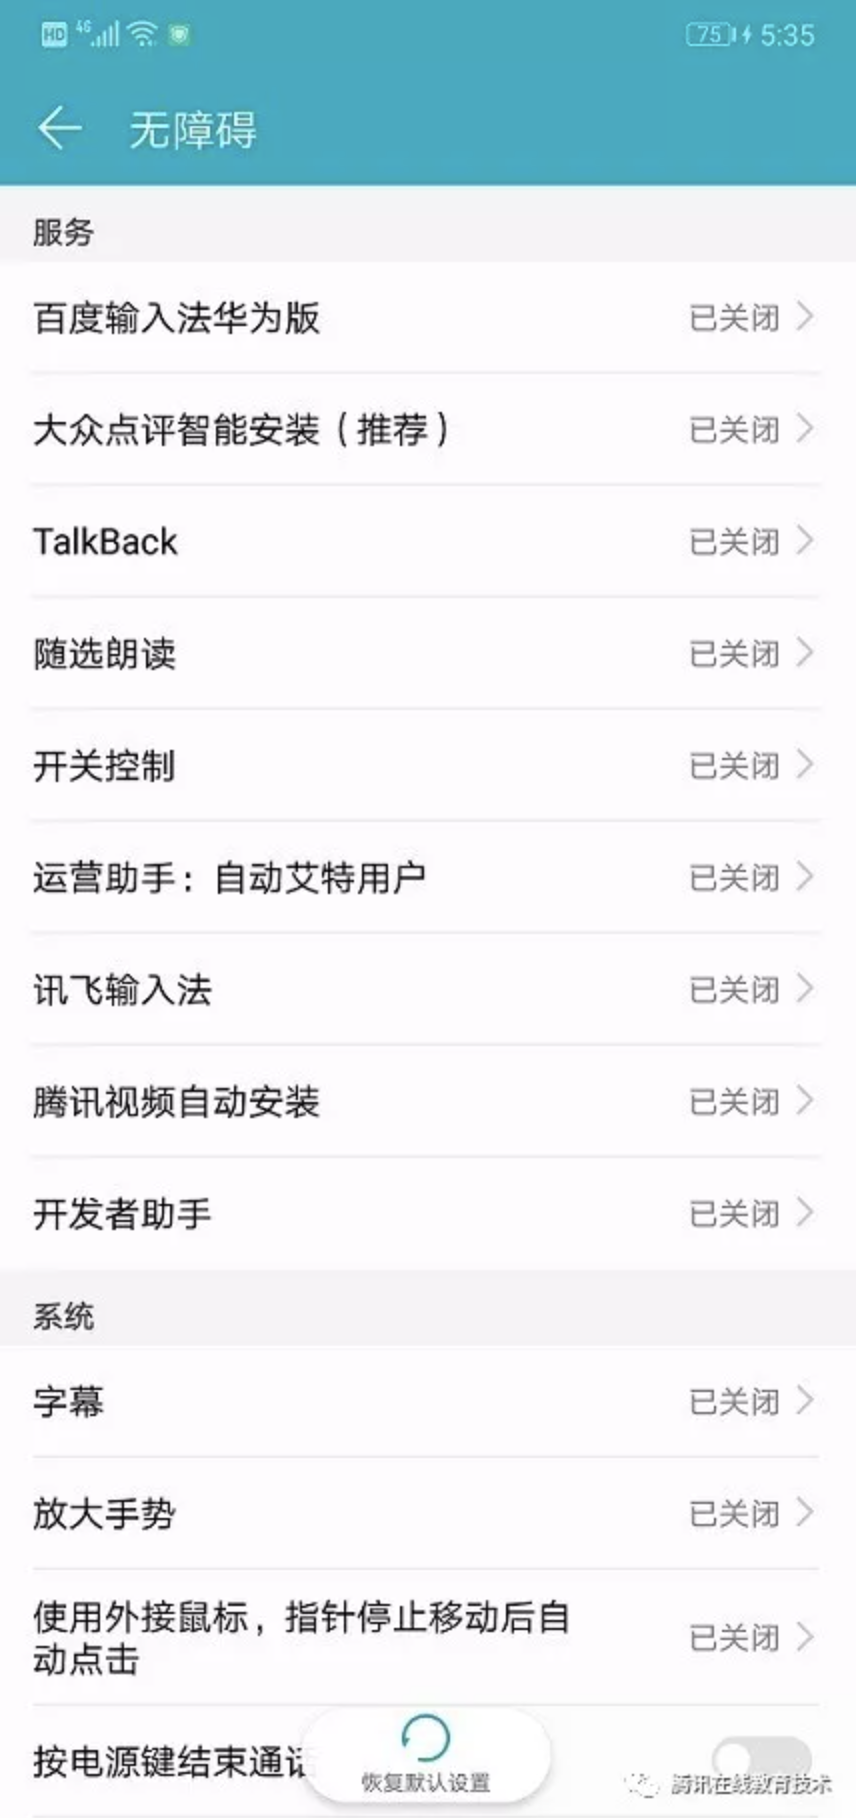 HD 4G 75 5:35
无障碍
服务
百度输入法华为版 已关闭
大众点评智能安装（推荐） 已关闭
TalkBack 已关闭
随选朗读 已关闭
开关控制 已关闭
运营助手：自动艾特用户 已关闭
讯飞输入法 已关闭
腾讯视频自动安装 已关闭
开发者助手 已关闭
系统
字幕 已关闭
放大手势 已关闭
使用外接鼠标，指针停止移动后自
动点击 已关闭
按电源键结束通话
恢复默认设置
腾讯在线教育技术